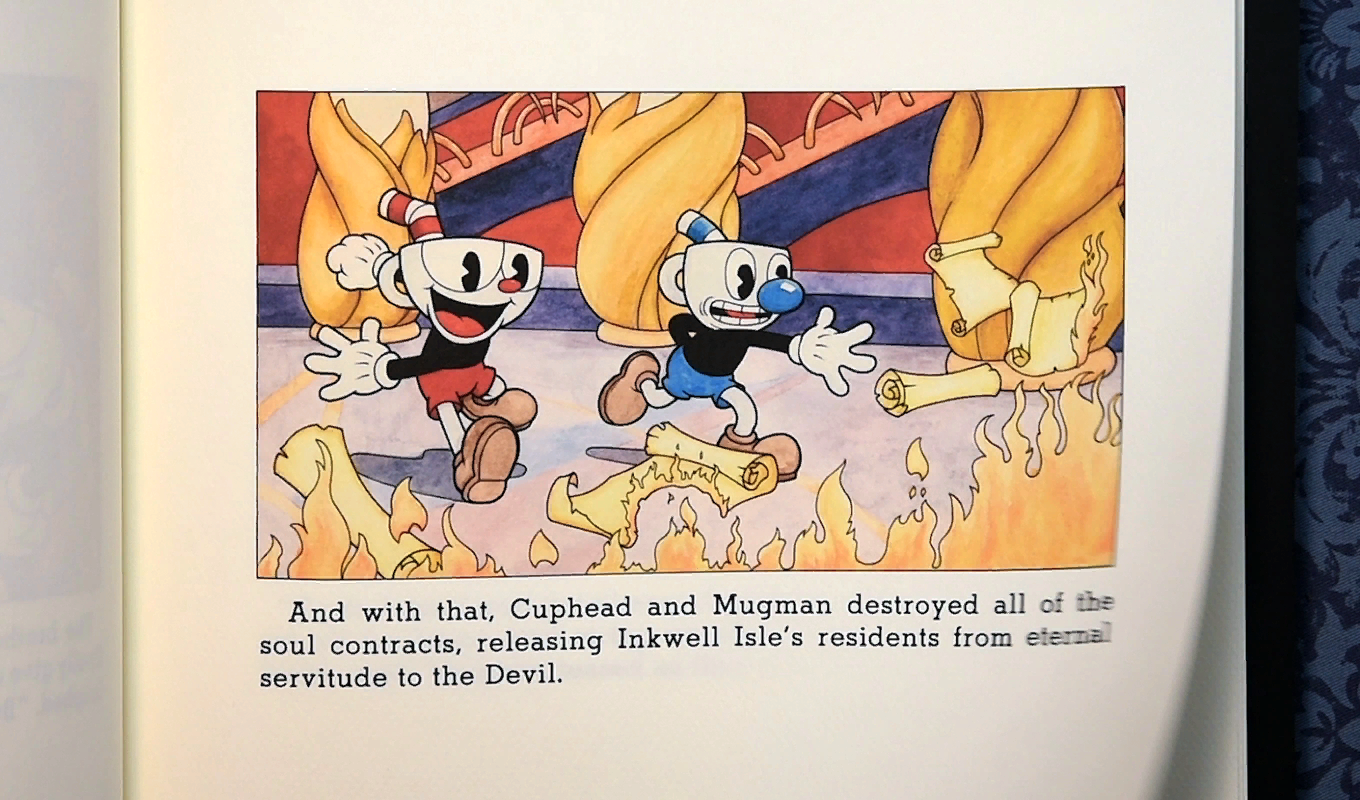 And with that, Cuphead and Mugman destroyed all of the
soul contracts, releasing Inkwell Isle's residents from eternal
servitude to the Devil.